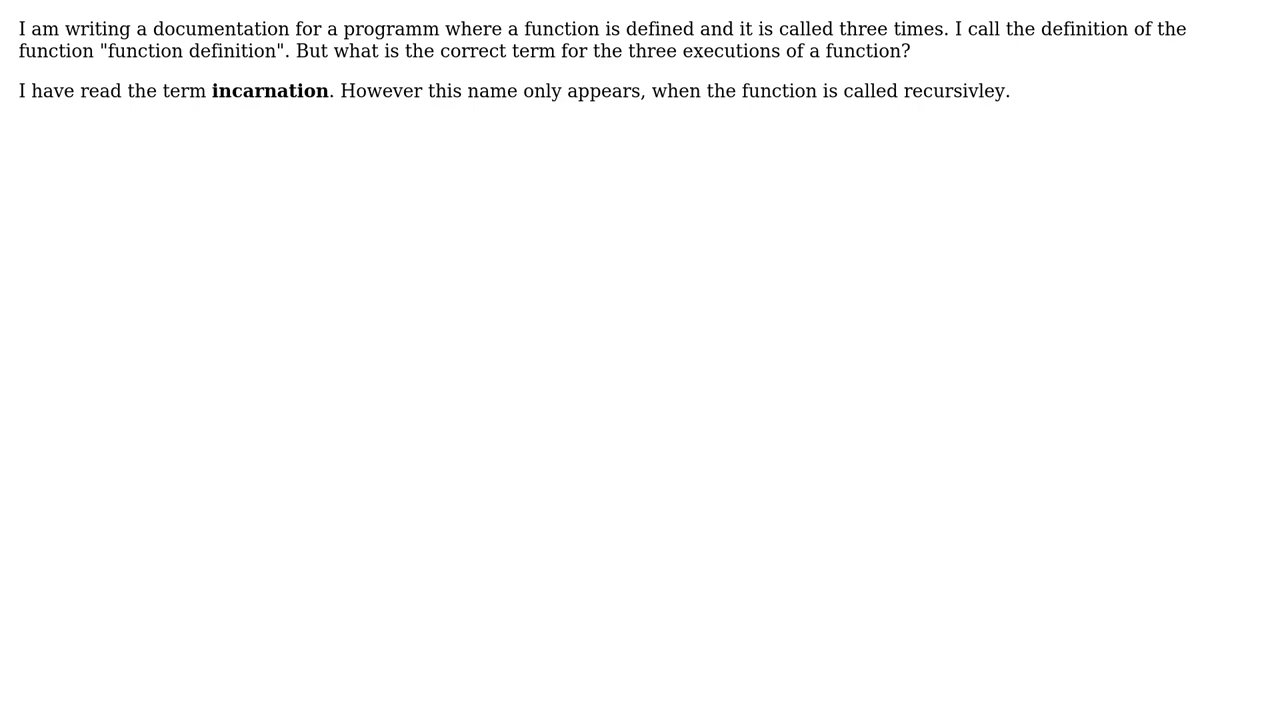 I am writing a documentation for a programm where a function is defined and it is called three times. I call the definition of the
function "function definition". But what is the correct term for the three executions of a function?
I have read the term incarnation. However this name only appears, when the function is called recursivley.